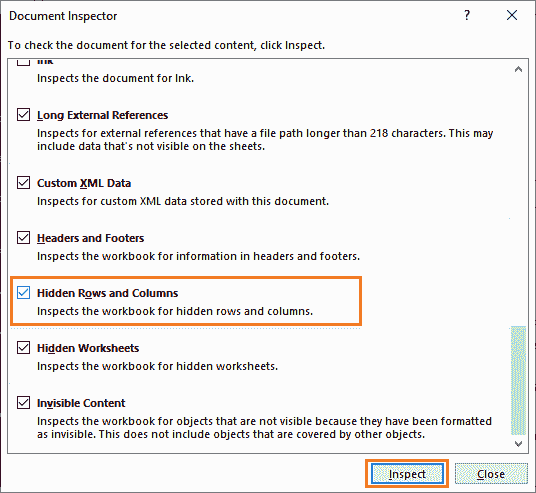 Document Inspector
To check the document for the selected content, click Inspect.
Ink
Inspects the document for Ink.
Long External References
Inspects for external references that have a file path longer than 218 characters. This may
include data that's not visible on the sheets.
Custom XML Data
Inspects for custom XML data stored with this document.
Headers and Footers
Inspects the workbook for information in headers and footers.
Hidden Rows and Columns
Inspects the workbook for hidden rows and columns.
Hidden Worksheets
Inspects the workbook for hidden worksheets.
Invisible Content
Inspects the workbook for objects that are not visible because they have been formatted
as invisible. This does not include objects that are covered by other objects.
Inspect Close